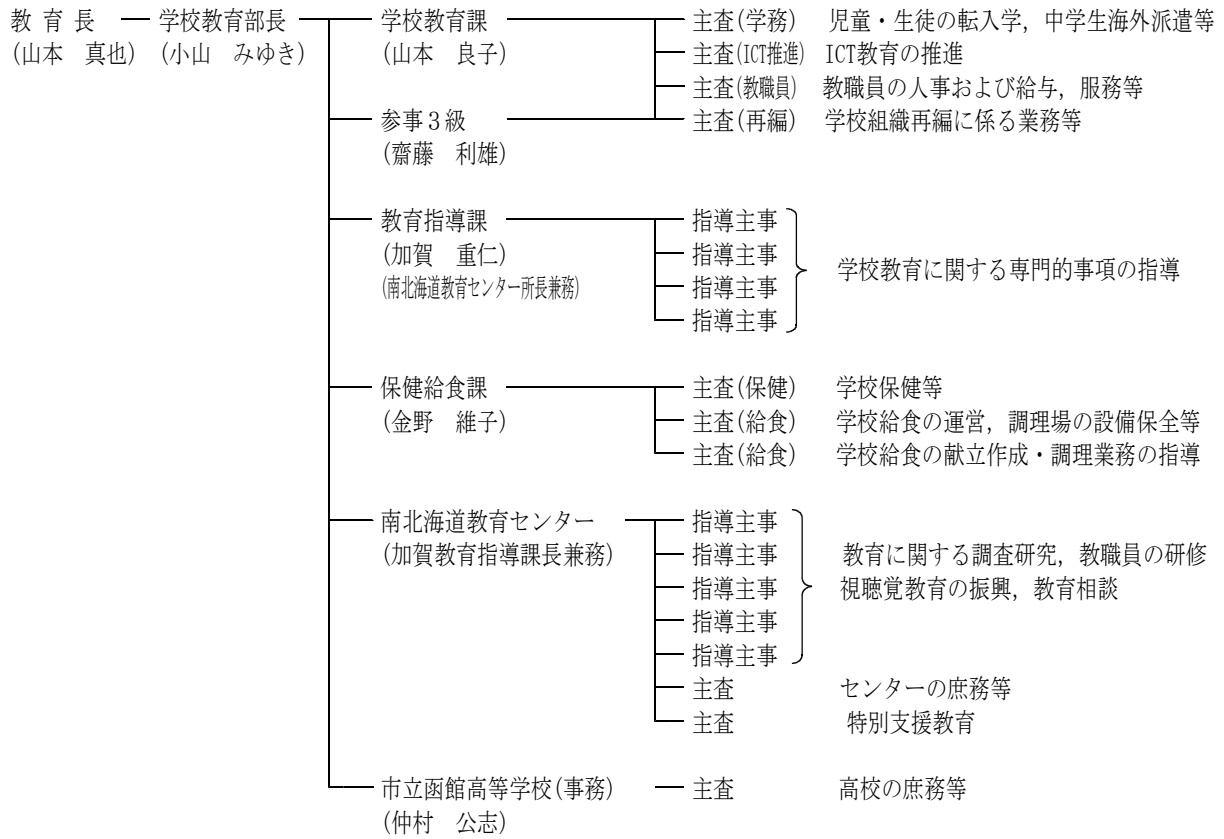 教 育 長 学校教育部長 学校教育課 主査(学務) 児童・生徒の転入学，中学生海外派遣等
(山本 真也) (小山 みゆき) (山本 良子) 主査(ICT推進) ICT教育の推進
主査(教職員) 教職員の人事および給与，服務等
参事３級 主査(再編) 学校組織再編に係る業務等
(齋藤 利雄)
教育指導課 指導主事
(加賀 重仁) 指導主事 学校教育に関する専門的事項の指導
(南北海道教育センター所長兼務) 指導主事
指導主事
保健給食課 主査(保健) 学校保健等
(金野 維子) 主査(給食) 学校給食の運営，調理場の設備保全等
主査(給食) 学校給食の献立作成・調理業務の指導
南北海道教育センター 指導主事
(加賀教育指導課長兼務) 指導主事 教育に関する調査研究，教職員の研修
指導主事 視聴覚教育の振興，教育相談
指導主事
指導主事
主査 センターの庶務等
主査 特別支援教育
市立函館高等学校(事務) 主査 高校の庶務等
(仲村 公志)